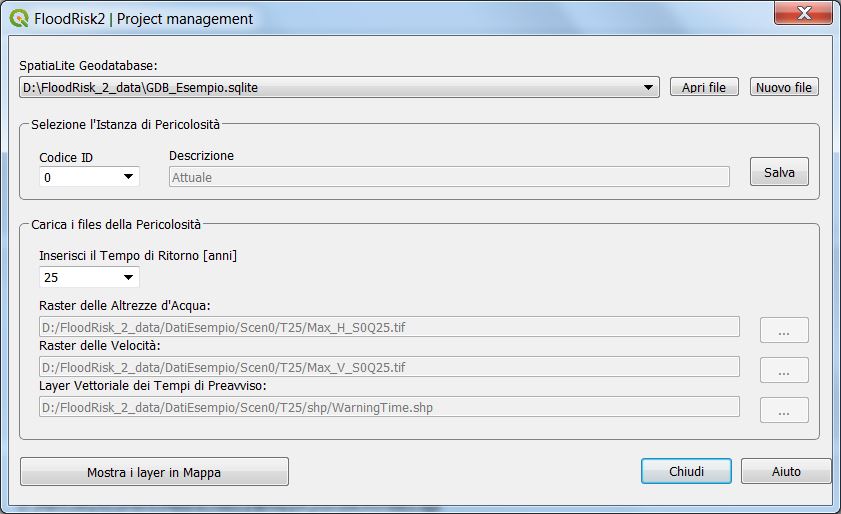 FloodRisk2 | Project management
SpatiaLite Geodatabase:
D:\FloodRisk_2_data\GDB_Esempio.sqlite
Apri file
Nuovo file
Selezione l'Istanza di Pericolosità
Codice ID
Descrizione
0
Attuale
Salva
Carica i files della Pericolosità
Inserisci il Tempo di Ritorno [anni]
25
Raster delle Altrezze d'Acqua:
D:/FloodRisk_2_data/DatiEsempio/Scen0/T25/Max_H_S0Q25.tif
...
Raster delle Velocità:
D:/FloodRisk_2_data/DatiEsempio/Scen0/T25/Max_V_S0Q25.tif
...
Layer Vettoriale dei Tempi di Preavviso:
D:/FloodRisk_2_data/DatiEsempio/Scen0/T25/shp/WarningTime.shp
...
Mostra i layer in Mappa
Chiudi
Aiuto